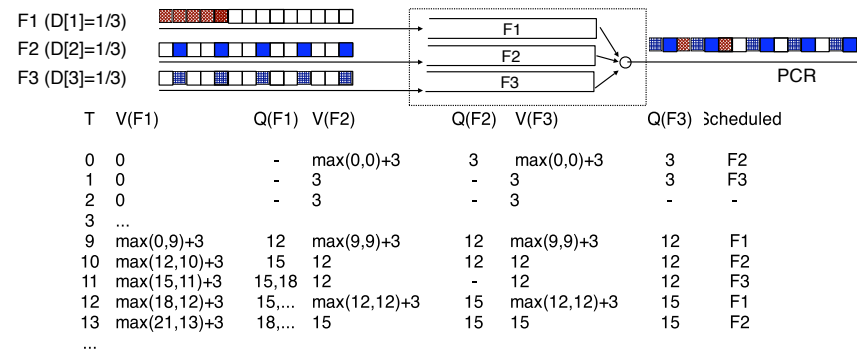 F1 (D[1]=1/3) F1
F2 (D[2]=1/3) F2
F3 (D[3]=1/3) F3 PCR
T V(F1) Q(F1) V(F2) Q(F2) V(F3) Q(F3) Scheduled
0 0 - max(0,0)+3 3 max(0,0)+3 3 F2
1 0 - 3 - 3 3 F3
2 0 - 3 - 3 - -
3 ...
9 max(0,9)+3 12 max(9,9)+3 12 max(9,9)+3 12 F1
10 max(12,10)+3 15 12 12 12 12 F2
11 max(15,11)+3 15,18 12 - 12 12 F3
12 max(18,12)+3 15,... max(12,12)+3 15 max(12,12)+3 15 F1
13 max(21,13)+3 18,... 15 15 15 15 F2
...